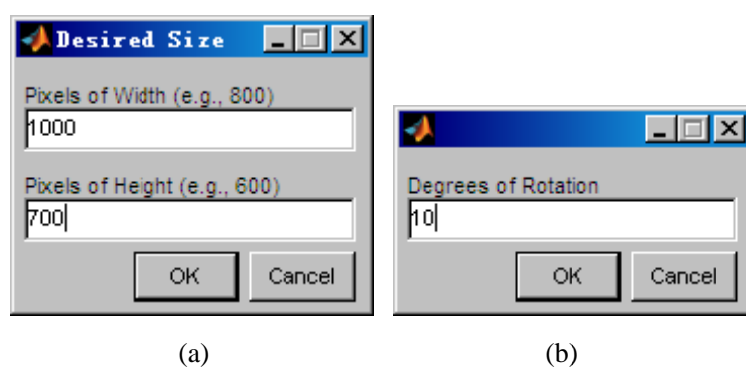 Desired Size
Pixels of Width (e.g., 800)
1000
Pixels of Height (e.g., 600)
700
OK Cancel
(a)
Degrees of Rotation
10
OK Cancel
(b)